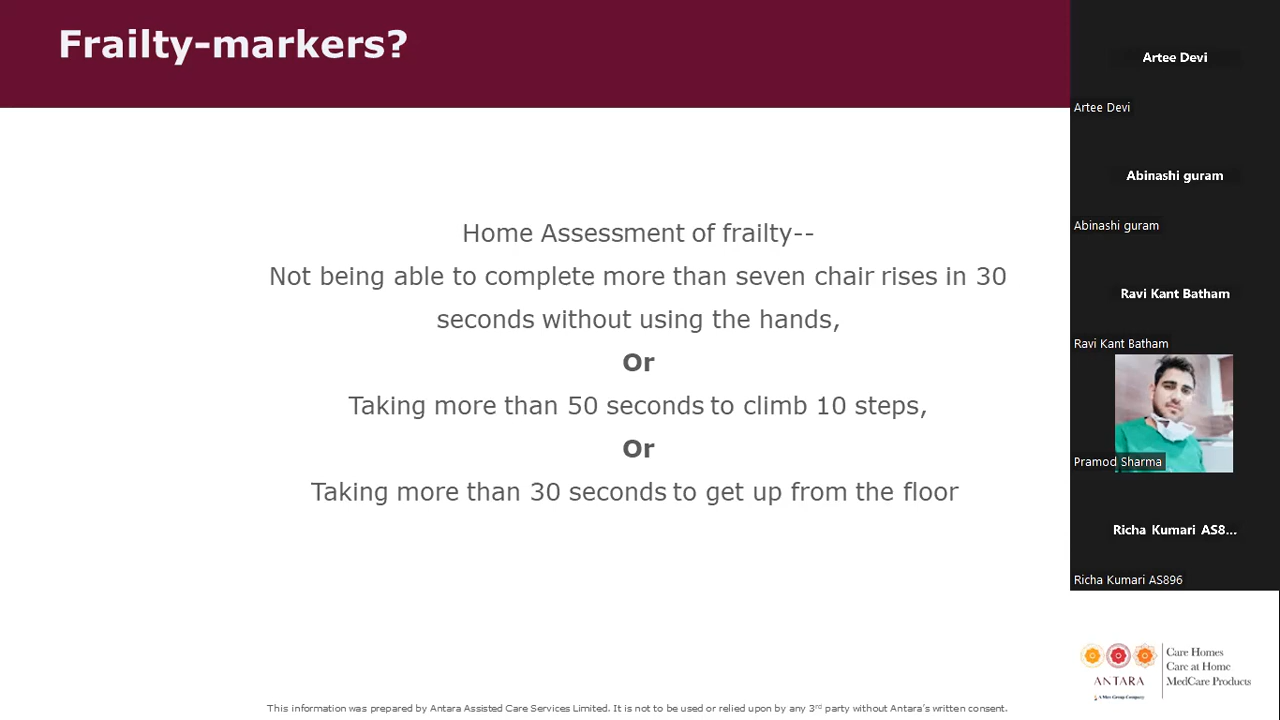 Frailty-markers?
Home Assessment of frailty--
Not being able to complete more than seven chair rises in 30
seconds without using the hands,
Or
Taking more than 50 seconds to climb 10 steps,
Or
Taking more than 30 seconds to get up from the floor
Artee Devi
Artee Devi
Abinashi guram
Abinashi guram
Ravi Kant Batham
Ravi Kant Batham
Pramod Sharma
Richa Kumari AS8...
Richa Kumari AS896
ANTARA
A Max Group Company
Care Homes
Care at Home
MedCare Products
This information was prepared by Antara Assisted Care Services Limited. It is not to be used or relied upon by any 3rd party without Antara's written consent.